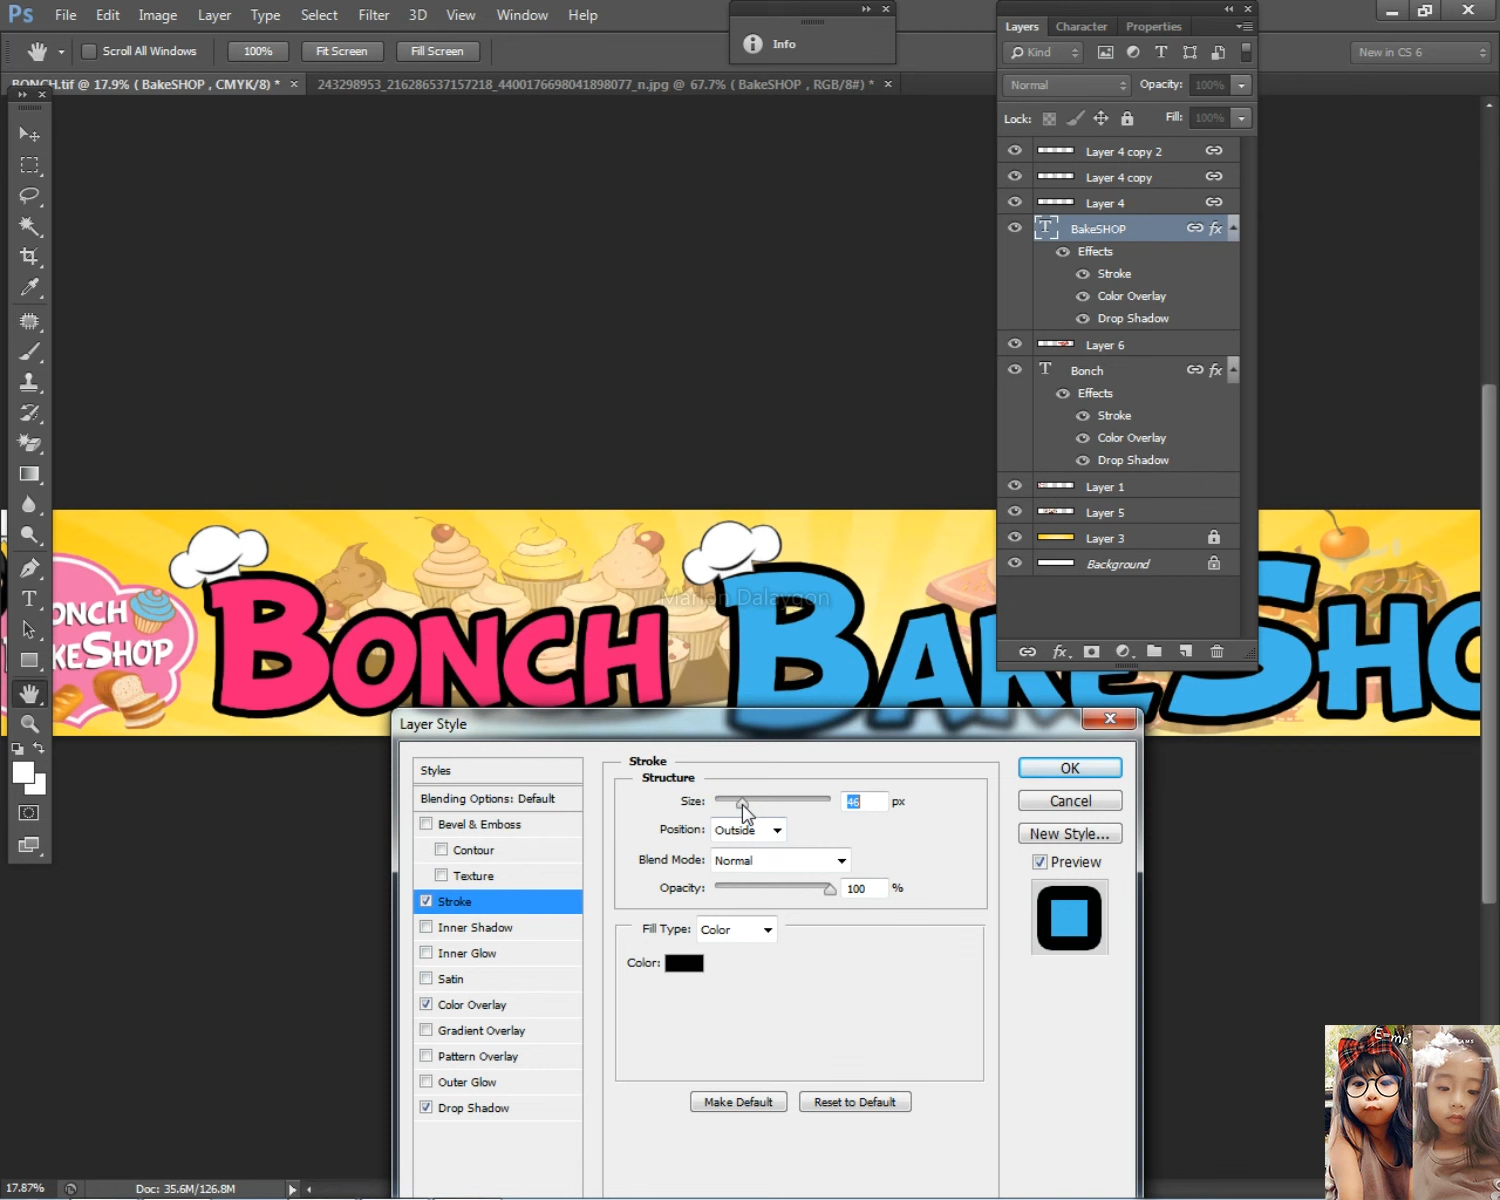 Ps File Edit Image Layer Type Select Filter 3D View Window Help
Scroll All Windows 100% Fit Screen Fill Screen
Info
New in CS 6
BONCH.tif @ 17.9% ( BakeSHOP , CMYK/8) *
243298953_216286537157218_4400176698041898077_n.jpg @ 67.7% ( BakeSHOP , RGB/8#) *
Layers Character Properties
Kind
Normal Opacity: 100%
Lock: Fill: 100%
Layer 4 copy 2
Layer 4 copy
Layer 4
T BakeSHOP fx
Effects
Stroke
Color Overlay
Drop Shadow
Layer 6
T Bonch fx
Effects
Stroke
Color Overlay
Drop Shadow
Layer 1
Layer 5
Layer 3
Background
fx
ONCH
KESHOP
BONCH BAKESHO
Marlon Dalaygon
Layer Style
Styles
Blending Options: Default
Bevel & Emboss
Contour
Texture
Stroke
Inner Shadow
Inner Glow
Satin
Color Overlay
Gradient Overlay
Pattern Overlay
Outer Glow
Drop Shadow
Stroke
Structure
Size: 46 px
Position: Outside
Blend Mode: Normal
Opacity: 100 %
Fill Type: Color
Color:
Make Default Reset to Default
OK
Cancel
New Style...
Preview
E=mc²
17.87% Doc: 35.6M/126.8M